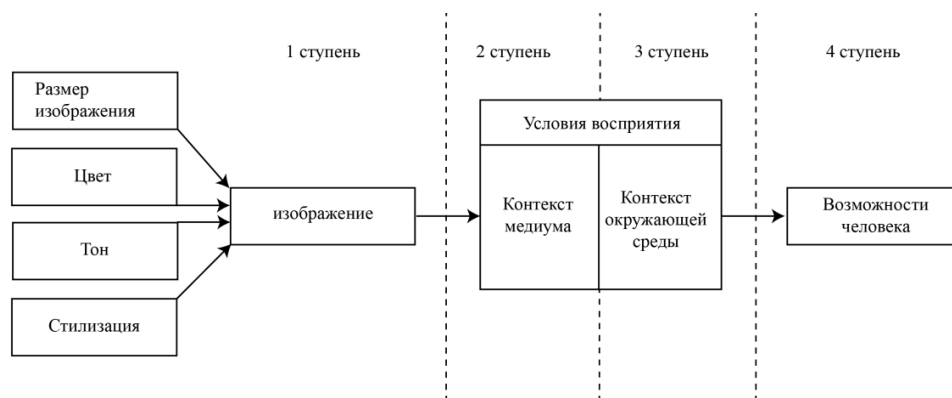 1 ступень
2 ступень
3 ступень
4 ступень
Размер
изображения
Цвет
Тон
Стилизация
изображение
Условия восприятия
Контекст
медиума
Контекст
окружающей
среды
Возможности
человека